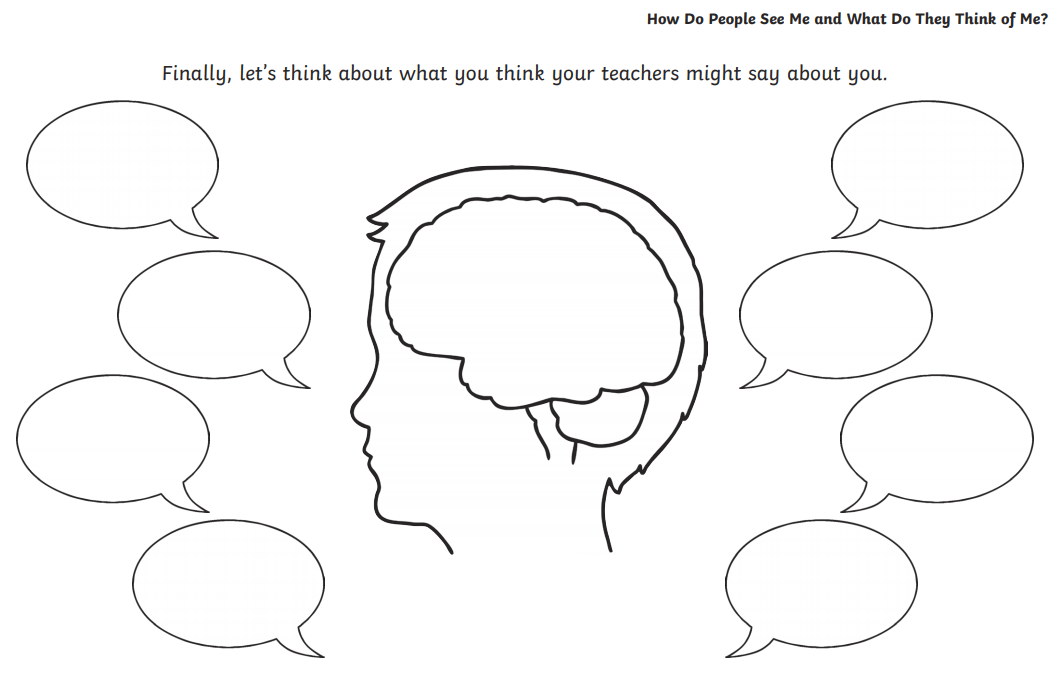 How Do People See Me and What Do They Think of Me?
Finally, let's think about what you think your teachers might say about you.